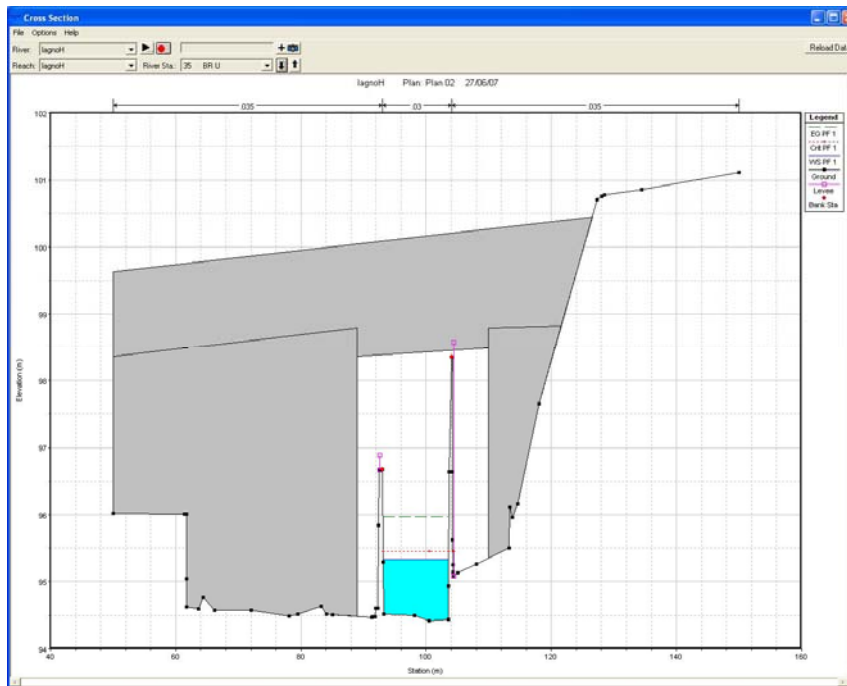 Cross Section
File Options Help
River: lagnoH
Reload Data
Reach: lagnoH River Sta.: 35 BR U
lagnoH Plan: Plan 02 27/06/07
.035 .03 .035
Legend
EG PF 1
Crit PF 1
WS PF 1
Ground
Levee
Bank Sta
102
101
100
99
98
97
96
95
94
Elevation (m)
40 60 80 100 120 140 160
Station (m)